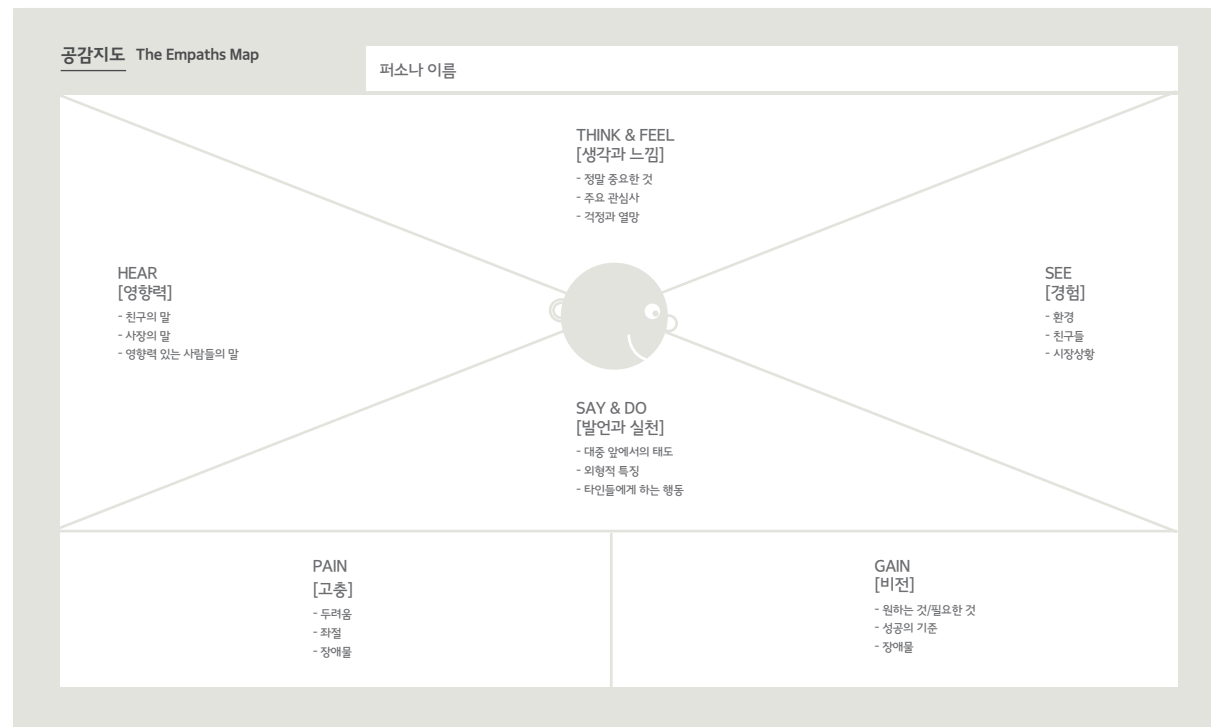 공감지도 The Empaths Map
퍼소나 이름
THINK & FEEL
[생각과 느낌]
- 정말 중요한 것
- 주요 관심사
- 걱정과 열망
HEAR
[영향력]
- 친구의 말
- 사장의 말
- 영향력 있는 사람들의 말
SEE
[경험]
- 환경
- 친구들
- 시장상황
SAY & DO
[발언과 실천]
- 대중 앞에서의 태도
- 외형적 특징
- 타인들에게 하는 행동
PAIN
[고충]
- 두려움
- 좌절
- 장애물
GAIN
[비전]
- 원하는 것/필요한 것
- 성공의 기준
- 장애물